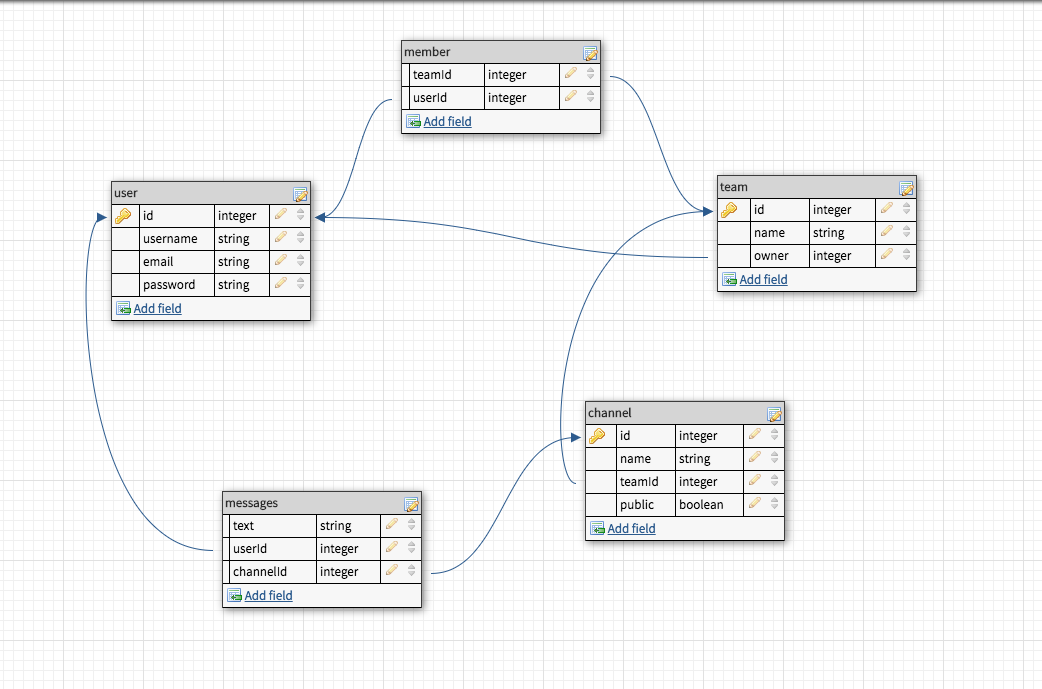 member
teamId integer
userId integer
Add field
user
id integer
username string
email string
password string
Add field
team
id integer
name string
owner integer
Add field
channel
id integer
name string
teamId integer
public boolean
Add field
messages
text string
userId integer
channelId integer
Add field